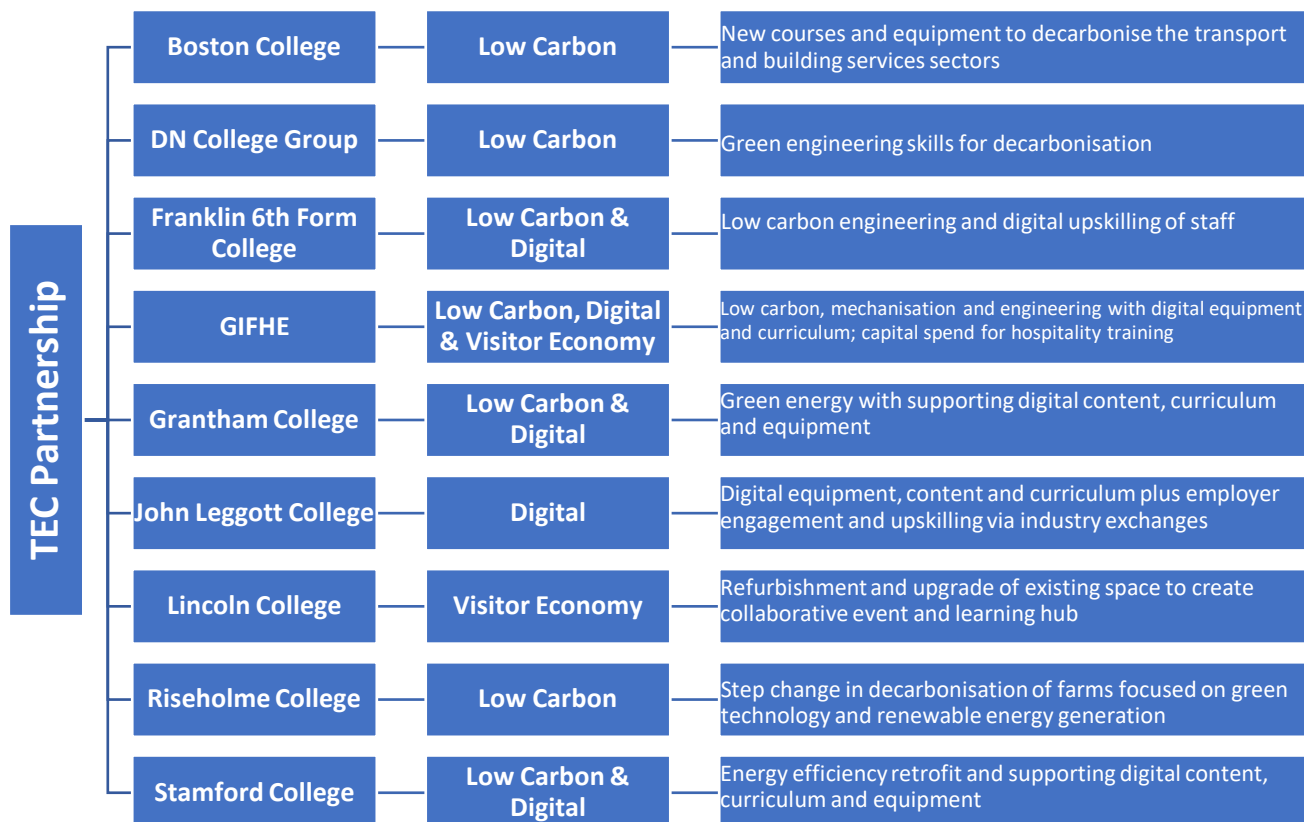 TEC Partnership
Boston College
Low Carbon
New courses and equipment to decarbonise the transport
and building services sectors
DN College Group
Low Carbon
Green engineering skills for decarbonisation
Franklin 6th Form
College
Low Carbon &
Digital
Low carbon engineering and digital upskilling of staff
GIFHE
Low Carbon, Digital
& Visitor Economy
Low carbon, mechanisation and engineering with digital equipment
and curriculum; capital spend for hospitality training
Grantham College
Low Carbon &
Digital
Green energy with supporting digital content, curriculum
and equipment
John Leggott College
Digital
Digital equipment, content and curriculum plus employer
engagement and upskilling via industry exchanges
Lincoln College
Visitor Economy
Refurbishment and upgrade of existing space to create
collaborative event and learning hub
Riseholme College
Low Carbon
Step change in decarbonisation of farms focused on green
technology and renewable energy generation
Stamford College
Low Carbon &
Digital
Energy efficiency retrofit and supporting digital content,
curriculum and equipment